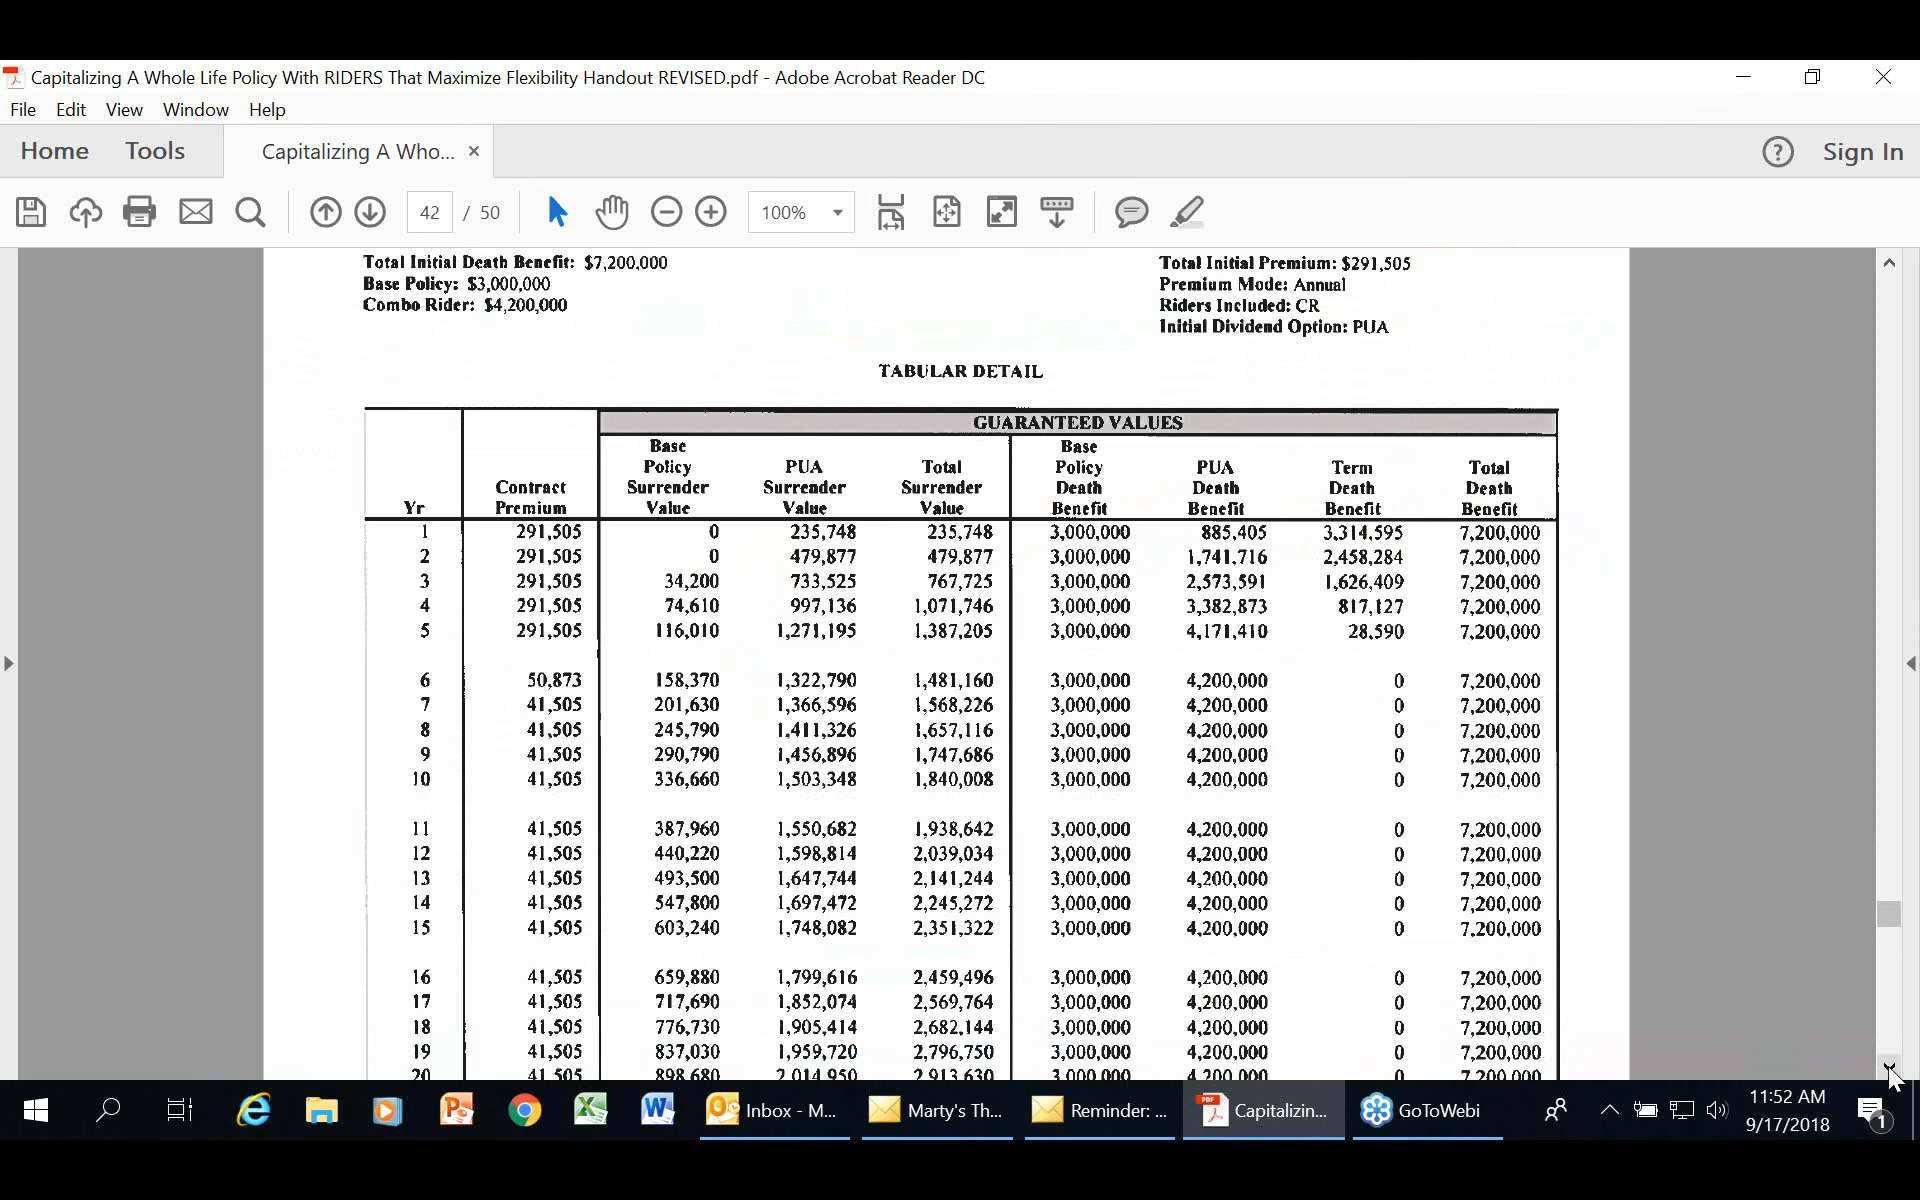 Capitalizing A Whole Life Policy With RIDERS That Maximize Flexibility Handout REVISED.pdf - Adobe Acrobat Reader DC
File Edit View Window Help
Home Tools Capitalizing A Who... × ? Sign In
42 / 50 100%
Total Initial Death Benefit: $7,200,000 Total Initial Premium: $291,505
Base Policy: $3,000,000 Premium Mode: Annual
Combo Rider: $4,200,000 Riders Included: CR
Initial Dividend Option: PUA
TABULAR DETAIL
GUARANTEED VALUES
Base Base
Policy PUA Total Policy PUA Term Total
Contract Surrender Surrender Surrender Death Death Death Death
Yr Premium Value Value Value Benefit Benefit Benefit Benefit
1 291,505 0 235,748 235,748 3,000,000 885,405 3,314,595 7,200,000
2 291,505 0 479,877 479,877 3,000,000 1,741,716 2,458,284 7,200,000
3 291,505 34,200 733,525 767,725 3,000,000 2,573,591 1,626,409 7,200,000
4 291,505 74,610 997,136 1,071,746 3,000,000 3,382,873 817,127 7,200,000
5 291,505 116,010 1,271,195 1,387,205 3,000,000 4,171,410 28,590 7,200,000
6 50,873 158,370 1,322,790 1,481,160 3,000,000 4,200,000 0 7,200,000
7 41,505 201,630 1,366,596 1,568,226 3,000,000 4,200,000 0 7,200,000
8 41,505 245,790 1,411,326 1,657,116 3,000,000 4,200,000 0 7,200,000
9 41,505 290,790 1,456,896 1,747,686 3,000,000 4,200,000 0 7,200,000
10 41,505 336,660 1,503,348 1,840,008 3,000,000 4,200,000 0 7,200,000
11 41,505 387,960 1,550,682 1,938,642 3,000,000 4,200,000 0 7,200,000
12 41,505 440,220 1,598,814 2,039,034 3,000,000 4,200,000 0 7,200,000
13 41,505 493,500 1,647,744 2,141,244 3,000,000 4,200,000 0 7,200,000
14 41,505 547,800 1,697,472 2,245,272 3,000,000 4,200,000 0 7,200,000
15 41,505 603,240 1,748,082 2,351,322 3,000,000 4,200,000 0 7,200,000
16 41,505 659,880 1,799,616 2,459,496 3,000,000 4,200,000 0 7,200,000
17 41,505 717,690 1,852,074 2,569,764 3,000,000 4,200,000 0 7,200,000
18 41,505 776,730 1,905,414 2,682,144 3,000,000 4,200,000 0 7,200,000
19 41,505 837,030 1,959,720 2,796,750 3,000,000 4,200,000 0 7,200,000
20 41,505 898,680 2,014,950 2,913,630 3,000,000 4,200,000 0 7,200,000
Inbox - M... Marty's Th... Reminder: ... Capitalizin... GoToWebi 11:52 AM
9/17/2018 1